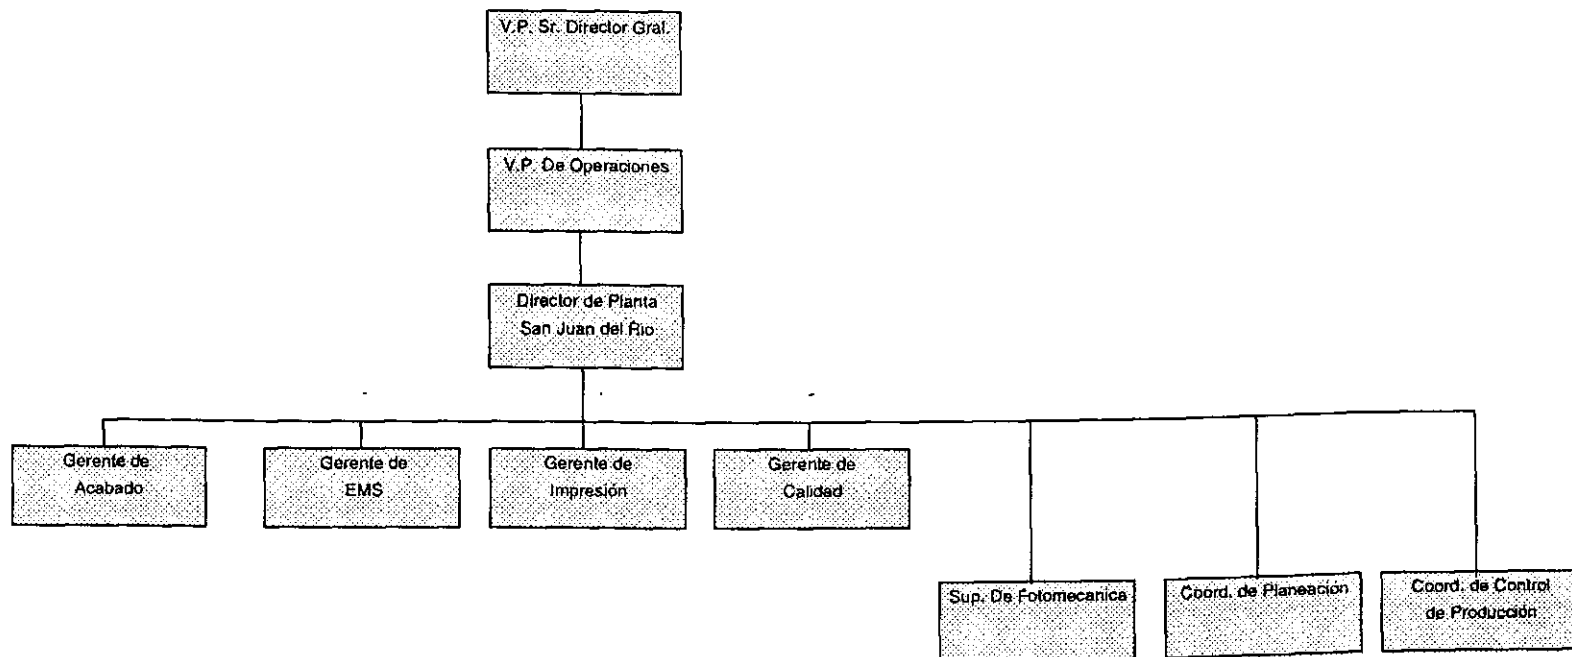 V.P. Sr. Director Gral.
V.P. De Operaciones
Director de Planta
San Juan del Rio
Gerente de
Acabado
Gerente de
EMS
Gerente de
Impresión
Gerente de
Calidad
Sup. De Fotomecanica
Coord. de Planeación
Coord. de Control
de Producción